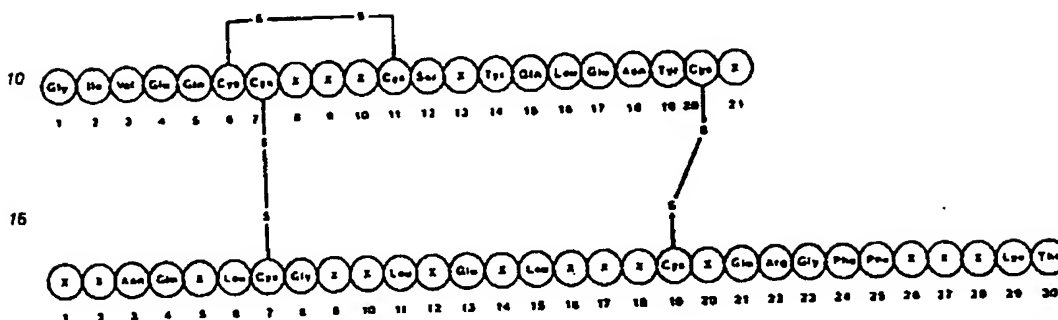 S S
10 Gly Ile Val Glu Gln Cys Cys X X X Cys Ser X Tyr Gln Leu Glu Asn Tyr Cys X
1 2 3 4 5 6 7 8 9 10 11 12 13 14 15 16 17 18 19 20 21
S S
S S
15
X X Asn Gln X Leu Cys Gly X X Leu X Glu X Leu X X X Cys X Glu Arg Gly Phe Phe X X X Lys Thr
1 2 3 4 5 6 7 8 9 10 11 12 13 14 15 16 17 18 19 20 21 22 23 24 25 26 27 28 29 30